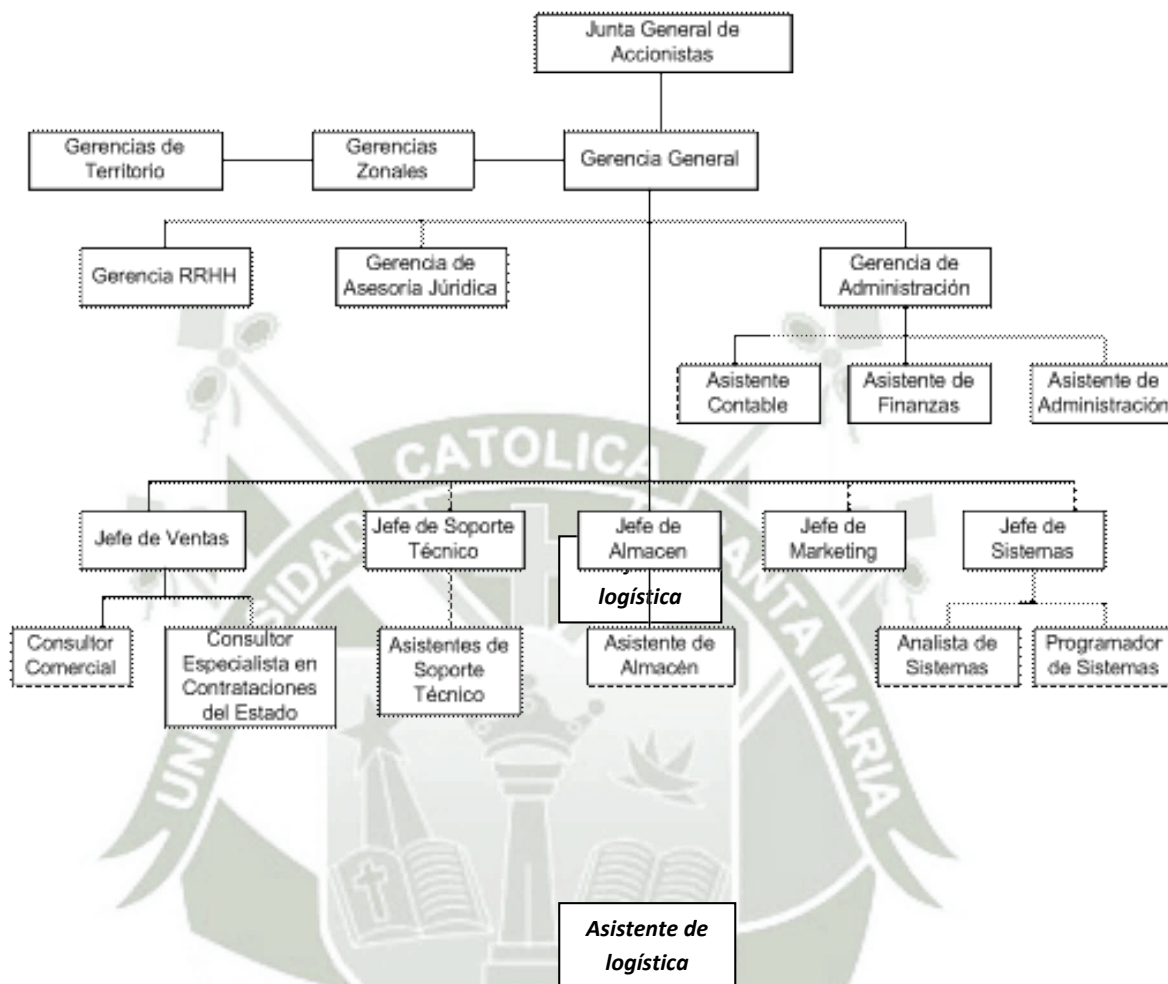 Junta General de
Accionistas
Gerencias de
Territorio
Gerencias
Zonales
Gerencia General
Gerencia RRHH
Gerencia de
Asesoría Júridica
Gerencia de
Administración
Asistente
Contable
Asistente de
Finanzas
Asistente de
Administración
Jefe de Ventas
Jefe de Soporte
Técnico
Jefe de
Almacen
Jefe de
Marketing
Jefe de
Sistemas
logística
Consultor
Comercial
Consultor
Especialista en
Contrataciones
del Estado
Asistentes de
Soporte
Técnico
Asistente de
Almacén
Analista de
Sistemas
Programador
de Sistemas
Asistente de
logística
CATOLICA
MARIA